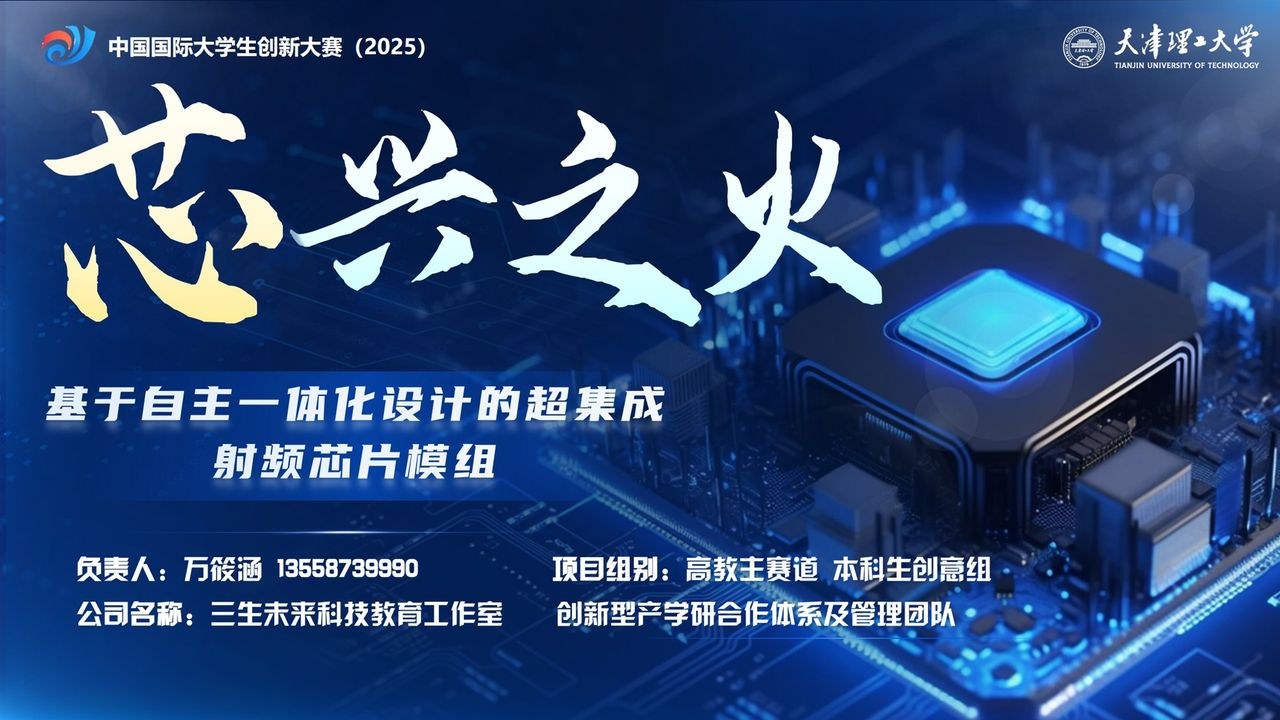 中国国际大学生创新大赛（2025）
天津理工大学
TIANJIN UNIVERSITY OF TECHNOLOGY
芯兴之火
基于自主一体化设计的超集成
射频芯片模组
负责人：万筱涵 13558739990
项目组别：高教主赛道 本科生创意组
公司名称：三生未来科技教育工作室
创新型产学研合作体系及管理团队